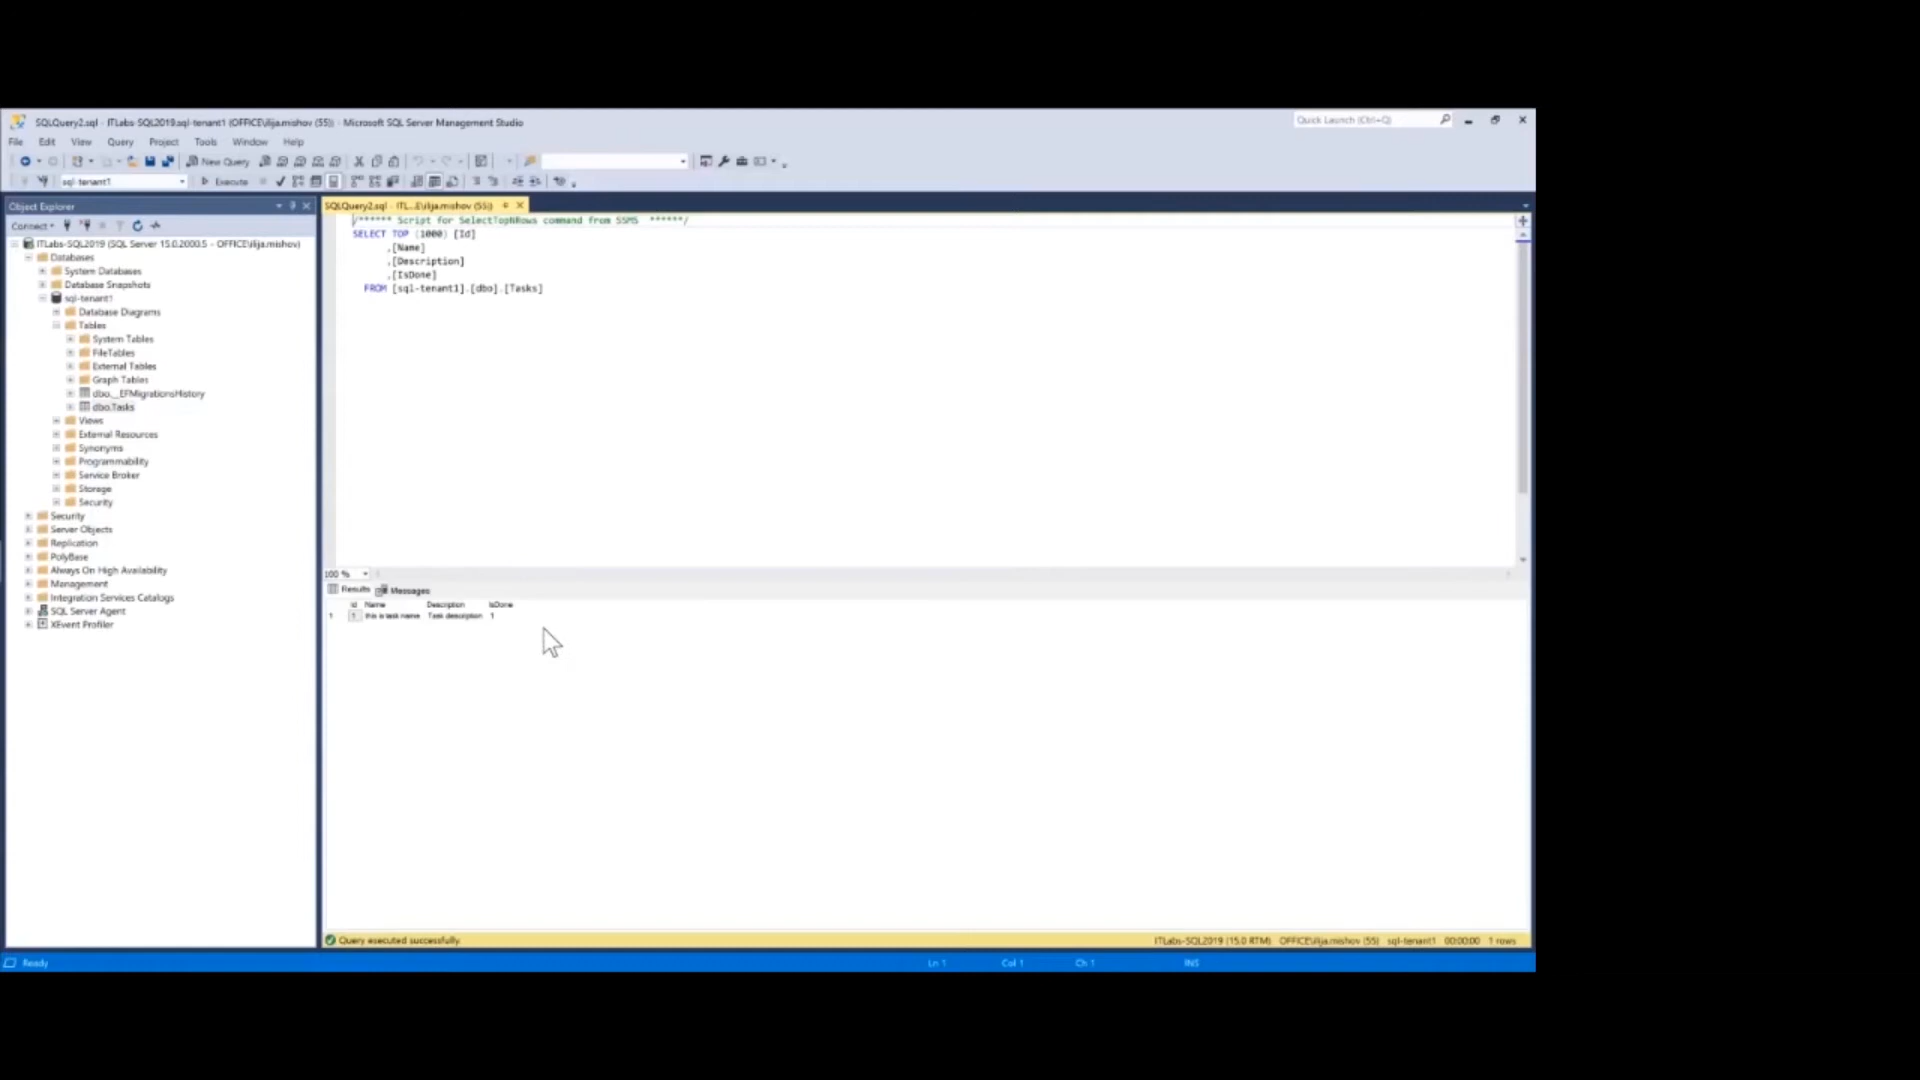 SQLQuery2.sql - ITLabs-SQL2019.sql-tenant1 (OFFICE\ilija.mishov (55)) - Microsoft SQL Server Management Studio
Quick Launch (Ctrl+Q)
File Edit View Query Project Tools Window Help
New Query
sql-tenant1 Execute
Object Explorer
Connect
ITLabs-SQL2019 (SQL Server 15.0.2000.5 - OFFICE\ilija.mishov)
Databases
System Databases
Database Snapshots
sql-tenant1
Database Diagrams
Tables
System Tables
FileTables
External Tables
Graph Tables
dbo.__EFMigrationsHistory
dbo.Tasks
Views
External Resources
Synonyms
Programmability
Service Broker
Storage
Security
Security
Server Objects
Replication
PolyBase
Always On High Availability
Management
Integration Services Catalogs
SQL Server Agent
XEvent Profiler
SQLQuery2.sql - ITL...E\ilija.mishov (55))
/****** Script for SelectTopNRows command from SSMS ******/
SELECT TOP (1000) [Id]
,[Name]
,[Description]
,[IsDone]
FROM [sql-tenant1].[dbo].[Tasks]
100 %
Results Messages
Id Name Description IsDone
1 1 this is task name Task description 1
Query executed successfully.
ITLabs-SQL2019 (15.0 RTM) OFFICE\ilija.mishov (55) sql-tenant1 00:00:00 1 rows
Ready Ln 1 Col 1 Ch 1 INS